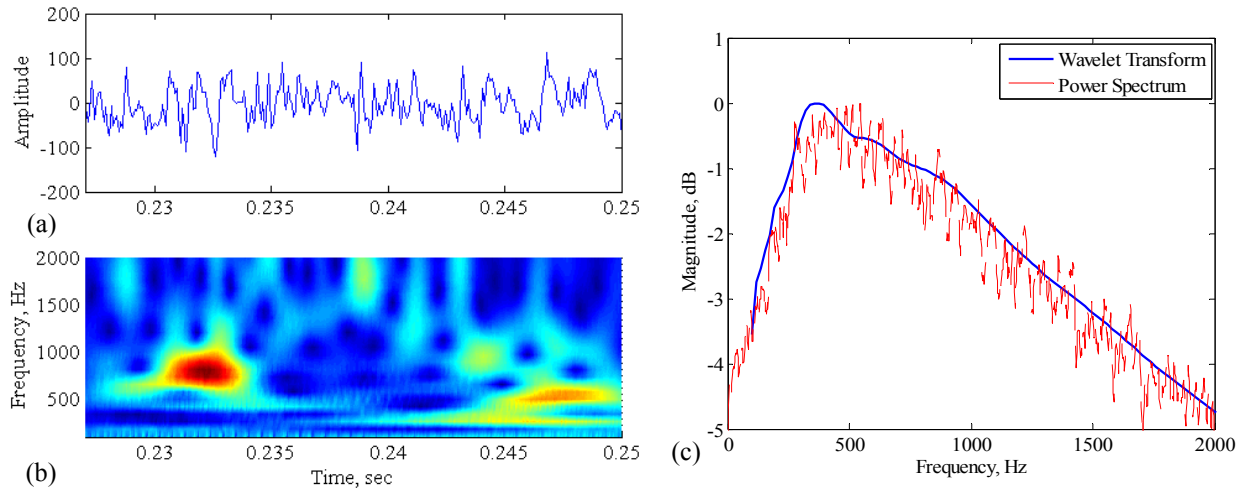 200
100
0
-100
-200
Amplitude
0.23 0.235 0.24 0.245 0.25
(a)
2000
1500
1000
500
Frequency, Hz
0.23 0.235 0.24 0.245 0.25
Time, sec
(b)
1
0
-1
-2
-3
-4
-5
Magnitude, dB
Wavelet Transform
Power Spectrum
0 500 1000 1500 2000
Frequency, Hz
(c)